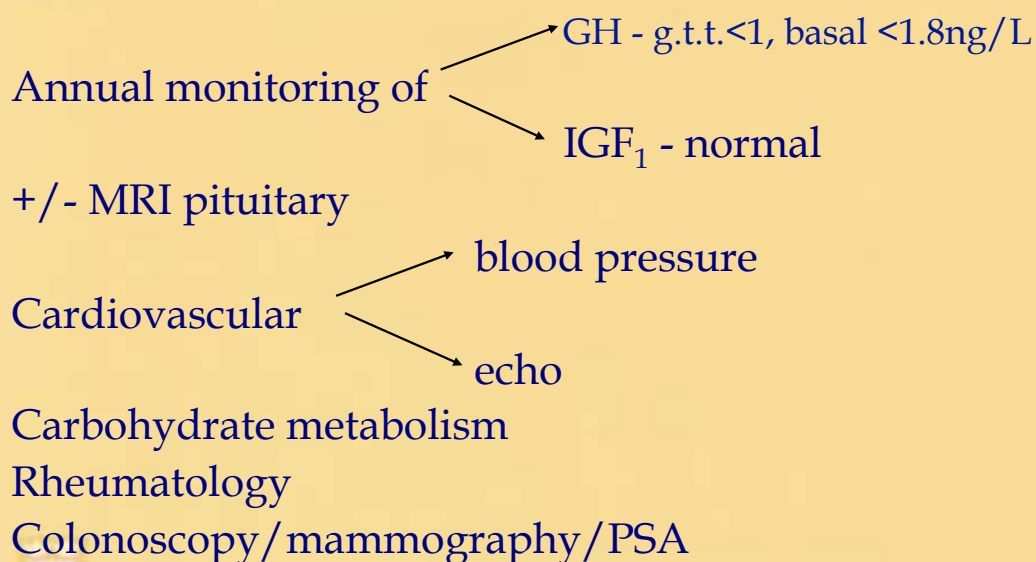 GH - g.t.t.<1, basal <1.8ng/L
Annual monitoring of
IGF₁ - normal
+/- MRI pituitary
blood pressure
Cardiovascular
echo
Carbohydrate metabolism
Rheumatology
Colonoscopy/mammography/PSA